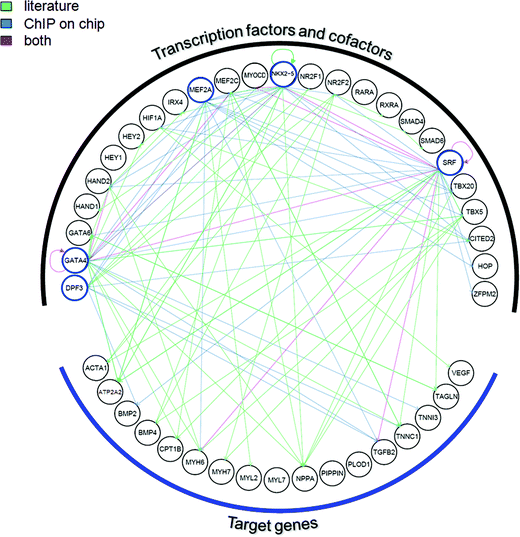 literature
ChIP on chip
both
Transcription factors and cofactors
DPF3
GATA4
GATA6
HAND1
HAND2
HEY1
HEY2
HIF1A
IRX4
MEF2A
MEF2C
MYOCD
NKX2-5
NR2F1
NR2F2
RARA
RXRA
SMAD4
SMAD6
SRF
TBX20
TBX5
CITED2
HOP
ZFPM2
ACTA1
ATP2A2
BMP2
BMP4
CPT1B
MYH6
MYH7
MYL2
MYL7
NPPA
PIPPIN
PLOD1
TGFB2
TNNC1
TNNI3
TAGLN
VEGF
Target genes